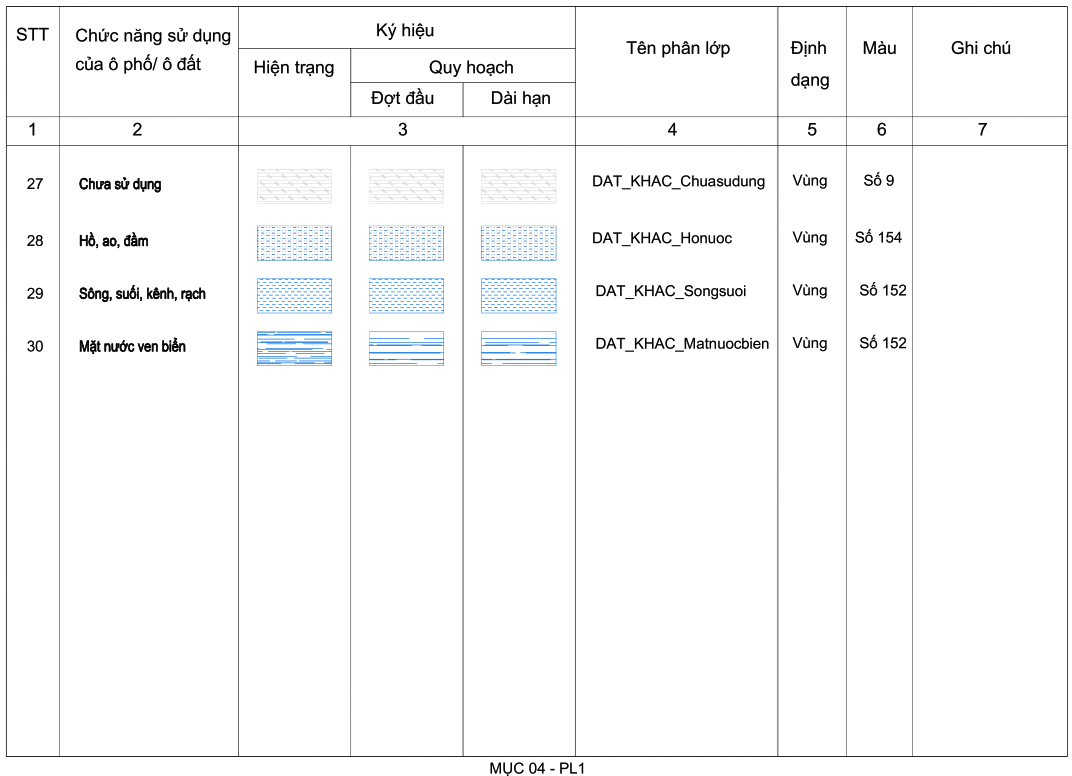 STT
Chức năng sử dụng
của ô phố/ ô đất
Ký hiệu
Hiện trạng
Quy hoạch
Đợt đầu
Dài hạn
Tên phân lớp
Định
dạng
Màu
Ghi chú
1 2 3 4 5 6 7
27 Chưa sử dụng DAT_KHAC_Chuasudung Vùng Số 9
28 Hồ, ao, đầm DAT_KHAC_Honuoc Vùng Số 154
29 Sông, suối, kênh, rạch DAT_KHAC_Songsuoi Vùng Số 152
30 Mặt nước ven biển DAT_KHAC_Matnuocbien Vùng Số 152
MỤC 04 - PL1